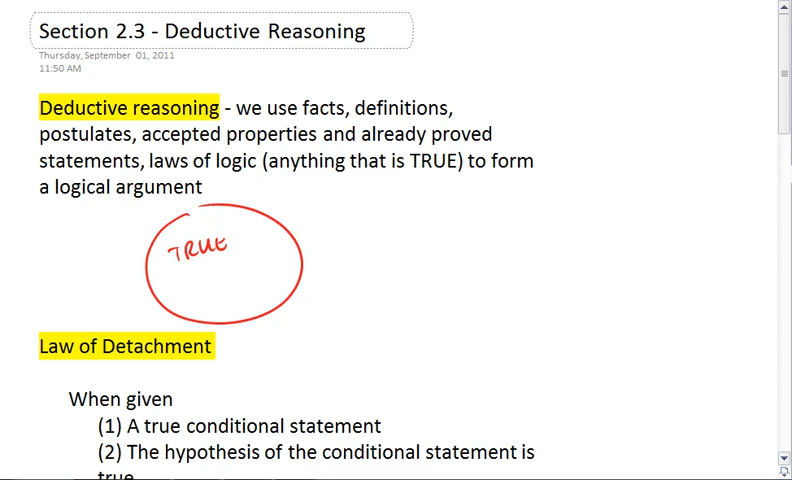 Section 2.3 - Deductive Reasoning
Thursday, September 01, 2011
11:50 AM
Deductive reasoning - we use facts, definitions,
postulates, accepted properties and already proved
statements, laws of logic (anything that is TRUE) to form
a logical argument
TRUE
Law of Detachment
When given
(1) A true conditional statement
(2) The hypothesis of the conditional statement is
true